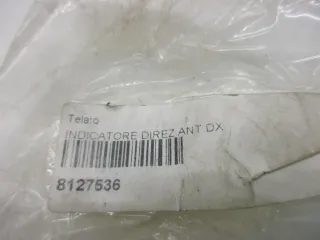 Telaio
INDICATORE DIREZ.ANT DX
8127536